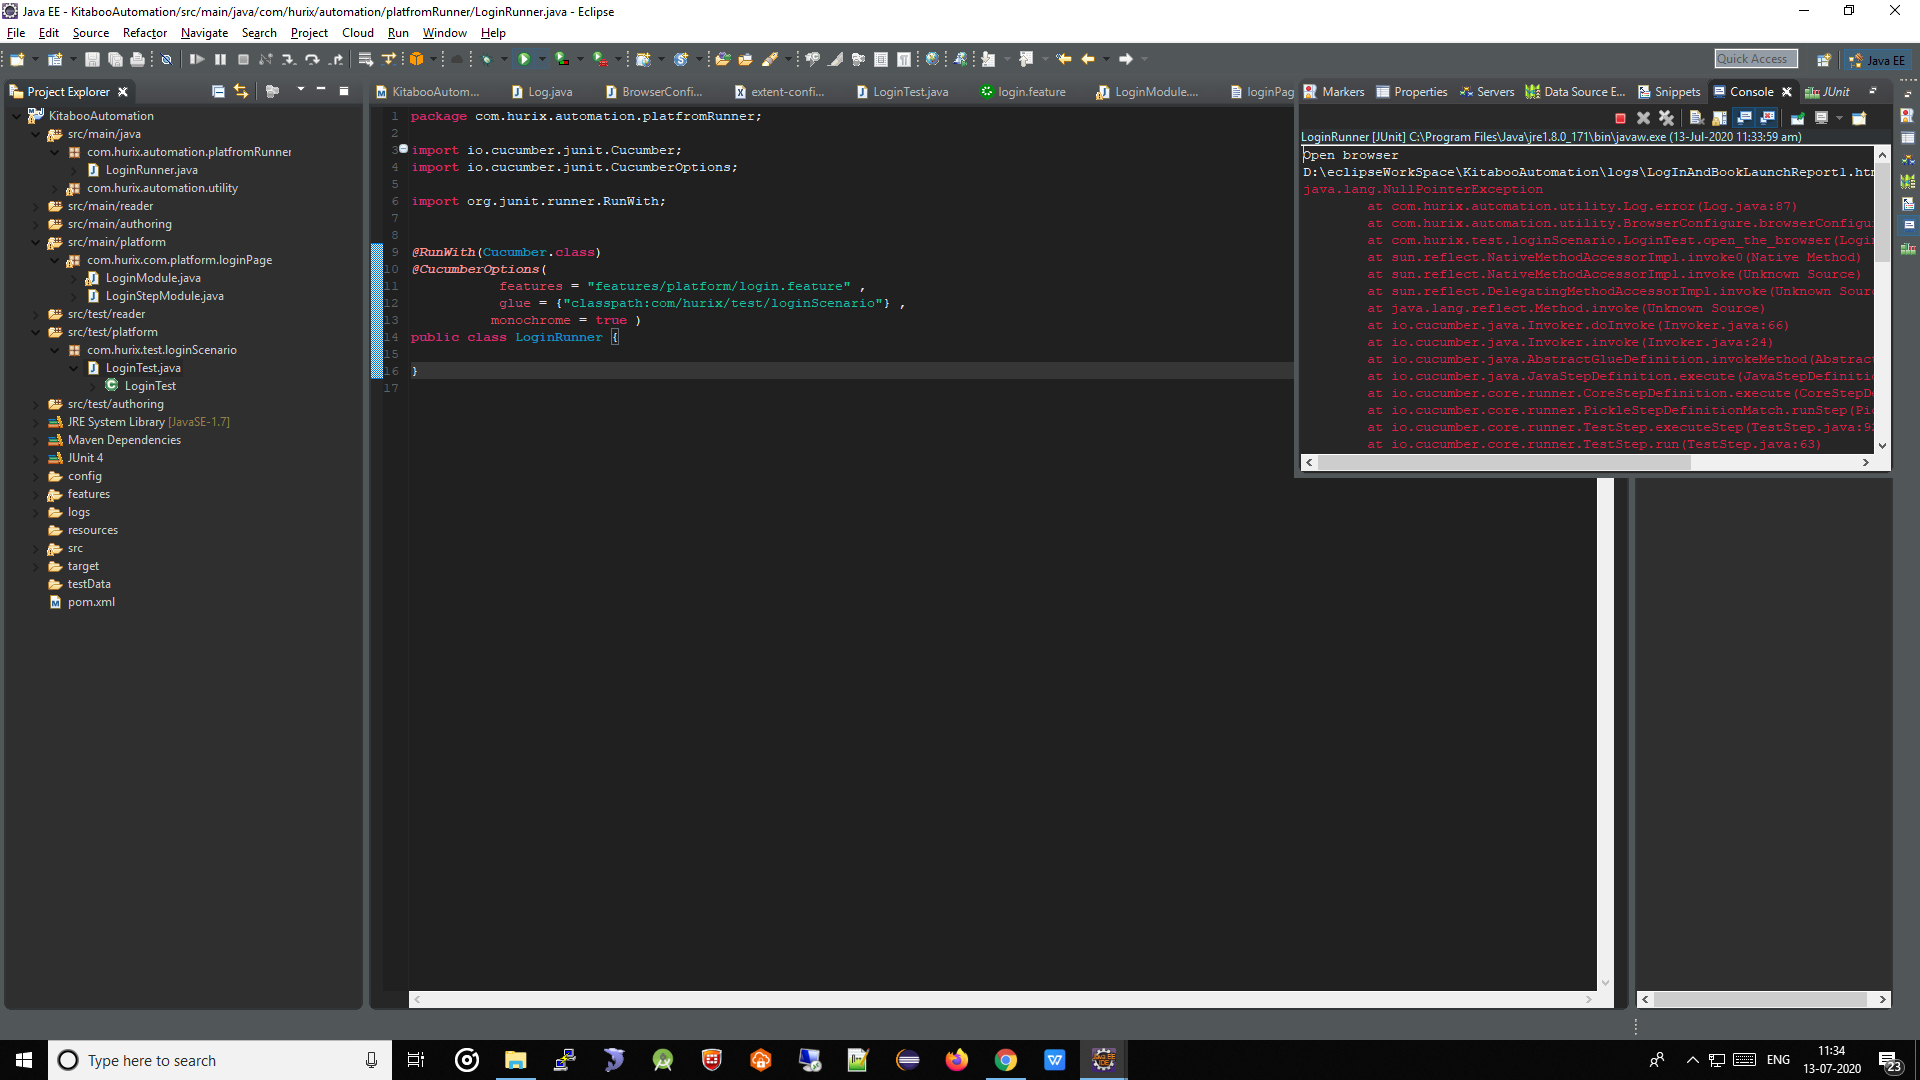 Java EE - KitabooAutomation/src/main/java/com/hurix/automation/platfromRunner/LoginRunner.java - Eclipse
File Edit Source Refactor Navigate Search Project Cloud Run Window Help
Quick Access
Java EE
Project Explorer
KitabooAutomation
src/main/java
com.hurix.automation.platfromRunner
LoginRunner.java
com.hurix.automation.utility
src/main/reader
src/main/authoring
src/main/platform
com.hurix.com.platform.loginPage
LoginModule.java
LoginStepModule.java
src/test/reader
src/test/platform
com.hurix.test.loginScenario
LoginTest.java
LoginTest
src/test/authoring
JRE System Library [JavaSE-1.7]
Maven Dependencies
JUnit 4
config
features
logs
resources
src
target
testData
pom.xml
KitabooAutom... Log.java BrowserConfi... extent-confi... LoginTest.java login.feature LoginModule.... loginPag
1 package com.hurix.automation.platfromRunner;
2
3 import io.cucumber.junit.Cucumber;
4 import io.cucumber.junit.CucumberOptions;
5
6 import org.junit.runner.RunWith;
7
8
9 @RunWith(Cucumber.class)
10 @CucumberOptions(
11 features = "features/platform/login.feature" ,
12 glue = {"classpath:com/hurix/test/loginScenario"} ,
13 monochrome = true )
14 public class LoginRunner {
15
16 }
17
Markers Properties Servers Data Source E... Snippets Console JUnit
LoginRunner [JUnit] C:\Program Files\Java\jre1.8.0_171\bin\javaw.exe (13-Jul-2020 11:33:59 am)
Open browser
D:\eclipseWorkSpace\KitabooAutomation\logs\LogInAndBookLaunchReport1.htm
java.lang.NullPointerException
at com.hurix.automation.utility.Log.error(Log.java:87)
at com.hurix.automation.utility.BrowserConfigure.browserConfigu
at com.hurix.test.loginScenario.LoginTest.open_the_browser(Logi
at sun.reflect.NativeMethodAccessorImpl.invoke0(Native Method)
at sun.reflect.NativeMethodAccessorImpl.invoke(Unknown Source)
at sun.reflect.DelegatingMethodAccessorImpl.invoke(Unknown Sour
at java.lang.reflect.Method.invoke(Unknown Source)
at io.cucumber.java.Invoker.doInvoke(Invoker.java:66)
at io.cucumber.java.Invoker.invoke(Invoker.java:24)
at io.cucumber.java.AbstractGlueDefinition.invokeMethod(Abstrac
at io.cucumber.java.JavaStepDefinition.execute(JavaStepDefiniti
at io.cucumber.core.runner.CoreStepDefinition.execute(CoreStepD
at io.cucumber.core.runner.PickleStepDefinitionMatch.runStep(Pi
at io.cucumber.core.runner.TestStep.executeStep(TestStep.java:9
at io.cucumber.core.runner.TestStep.run(TestStep.java:63)
Type here to search
ENG
11:34
13-07-2020
23